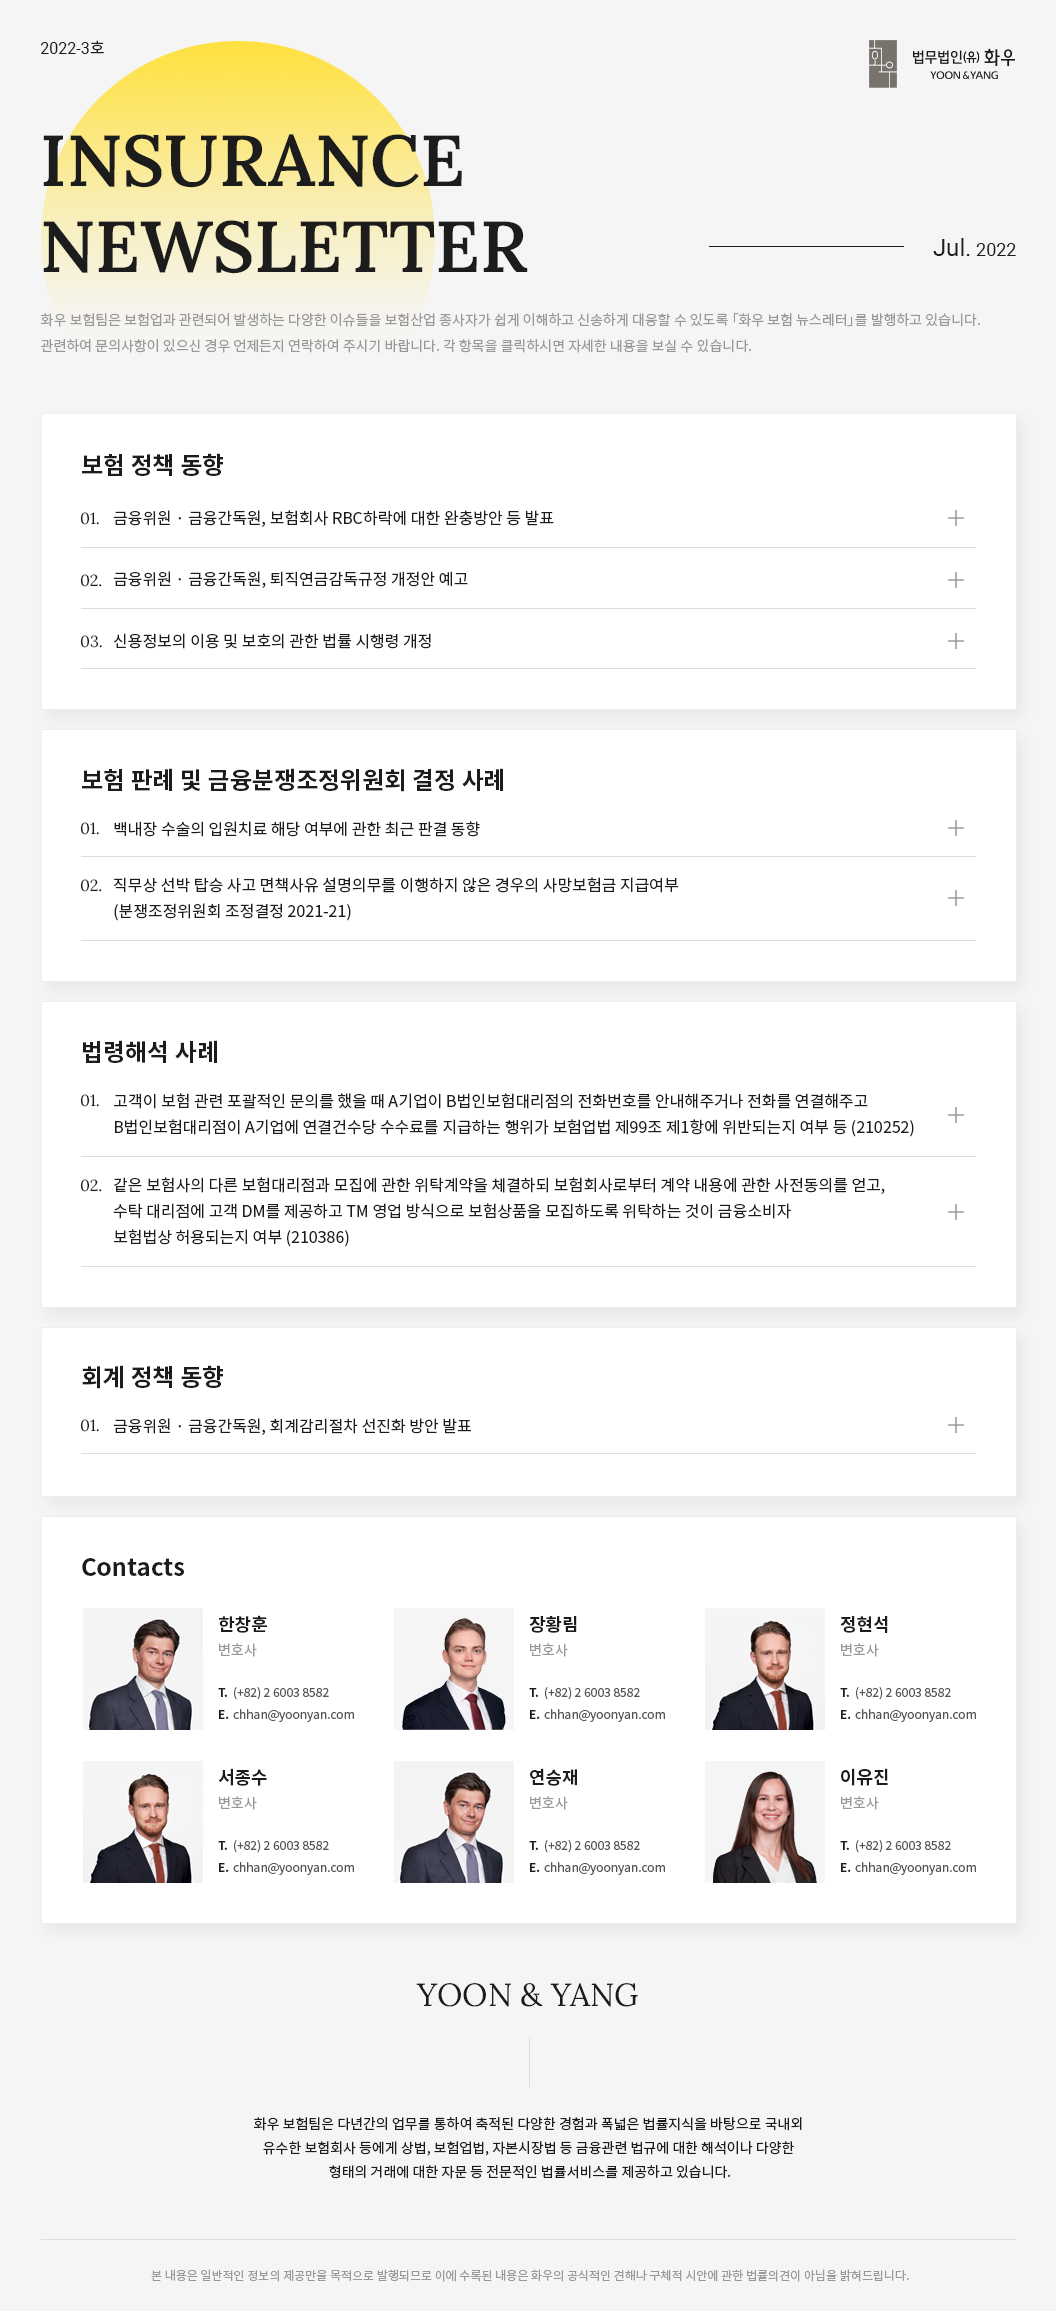 2022-3호
법무법인(유) 화우
YOON & YANG
INSURANCE
NEWSLETTER
Jul. 2022
화우 보험팀은 보험업과 관련되어 발생하는 다양한 이슈들을 보험산업 종사자가 쉽게 이해하고 신송하게 대응할 수 있도록 「화우 보험 뉴스레터」를 발행하고 있습니다.
관련하여 문의사항이 있으신 경우 언제든지 연락하여 주시기 바랍니다. 각 항목을 클릭하시면 자세한 내용을 보실 수 있습니다.
보험 정책 동향
01. 금융위원 · 금융간독원, 보험회사 RBC하락에 대한 완충방안 등 발표
02. 금융위원 · 금융간독원, 퇴직연금감독규정 개정안 예고
03. 신용정보의 이용 및 보호의 관한 법률 시행령 개정
보험 판례 및 금융분쟁조정위원회 결정 사례
01. 백내장 수술의 입원치료 해당 여부에 관한 최근 판결 동향
02. 직무상 선박 탑승 사고 면책사유 설명의무를 이행하지 않은 경우의 사망보험금 지급여부
(분쟁조정위원회 조정결정 2021-21)
법령해석 사례
01. 고객이 보험 관련 포괄적인 문의를 했을 때 A기업이 B법인보험대리점의 전화번호를 안내해주거나 전화를 연결해주고
B법인보험대리점이 A기업에 연결건수당 수수료를 지급하는 행위가 보험업법 제99조 제1항에 위반되는지 여부 등 (210252)
02. 같은 보험사의 다른 보험대리점과 모집에 관한 위탁계약을 체결하되 보험회사로부터 계약 내용에 관한 사전동의를 얻고,
수탁 대리점에 고객 DM를 제공하고 TM 영업 방식으로 보험상품을 모집하도록 위탁하는 것이 금융소비자
보험법상 허용되는지 여부 (210386)
회계 정책 동향
01. 금융위원 · 금융간독원, 회계감리절차 선진화 방안 발표
Contacts
한창훈
변호사
T. (+82) 2 6003 8582
E. chhan@yoonyan.com
장황림
변호사
T. (+82) 2 6003 8582
E. chhan@yoonyan.com
정현석
변호사
T. (+82) 2 6003 8582
E. chhan@yoonyan.com
서종수
변호사
T. (+82) 2 6003 8582
E. chhan@yoonyan.com
연승재
변호사
T. (+82) 2 6003 8582
E. chhan@yoonyan.com
이유진
변호사
T. (+82) 2 6003 8582
E. chhan@yoonyan.com
YOON & YANG
화우 보험팀은 다년간의 업무를 통하여 축적된 다양한 경험과 폭넓은 법률지식을 바탕으로 국내외
유수한 보험회사 등에게 상법, 보험업법, 자본시장법 등 금융관련 법규에 대한 해석이나 다양한
형태의 거래에 대한 자문 등 전문적인 법률서비스를 제공하고 있습니다.
본 내용은 일반적인 정보의 제공만을 목적으로 발행되므로 이에 수록된 내용은 화우의 공식적인 견해나 구체적 시안에 관한 법률의견이 아님을 밝혀드립니다.